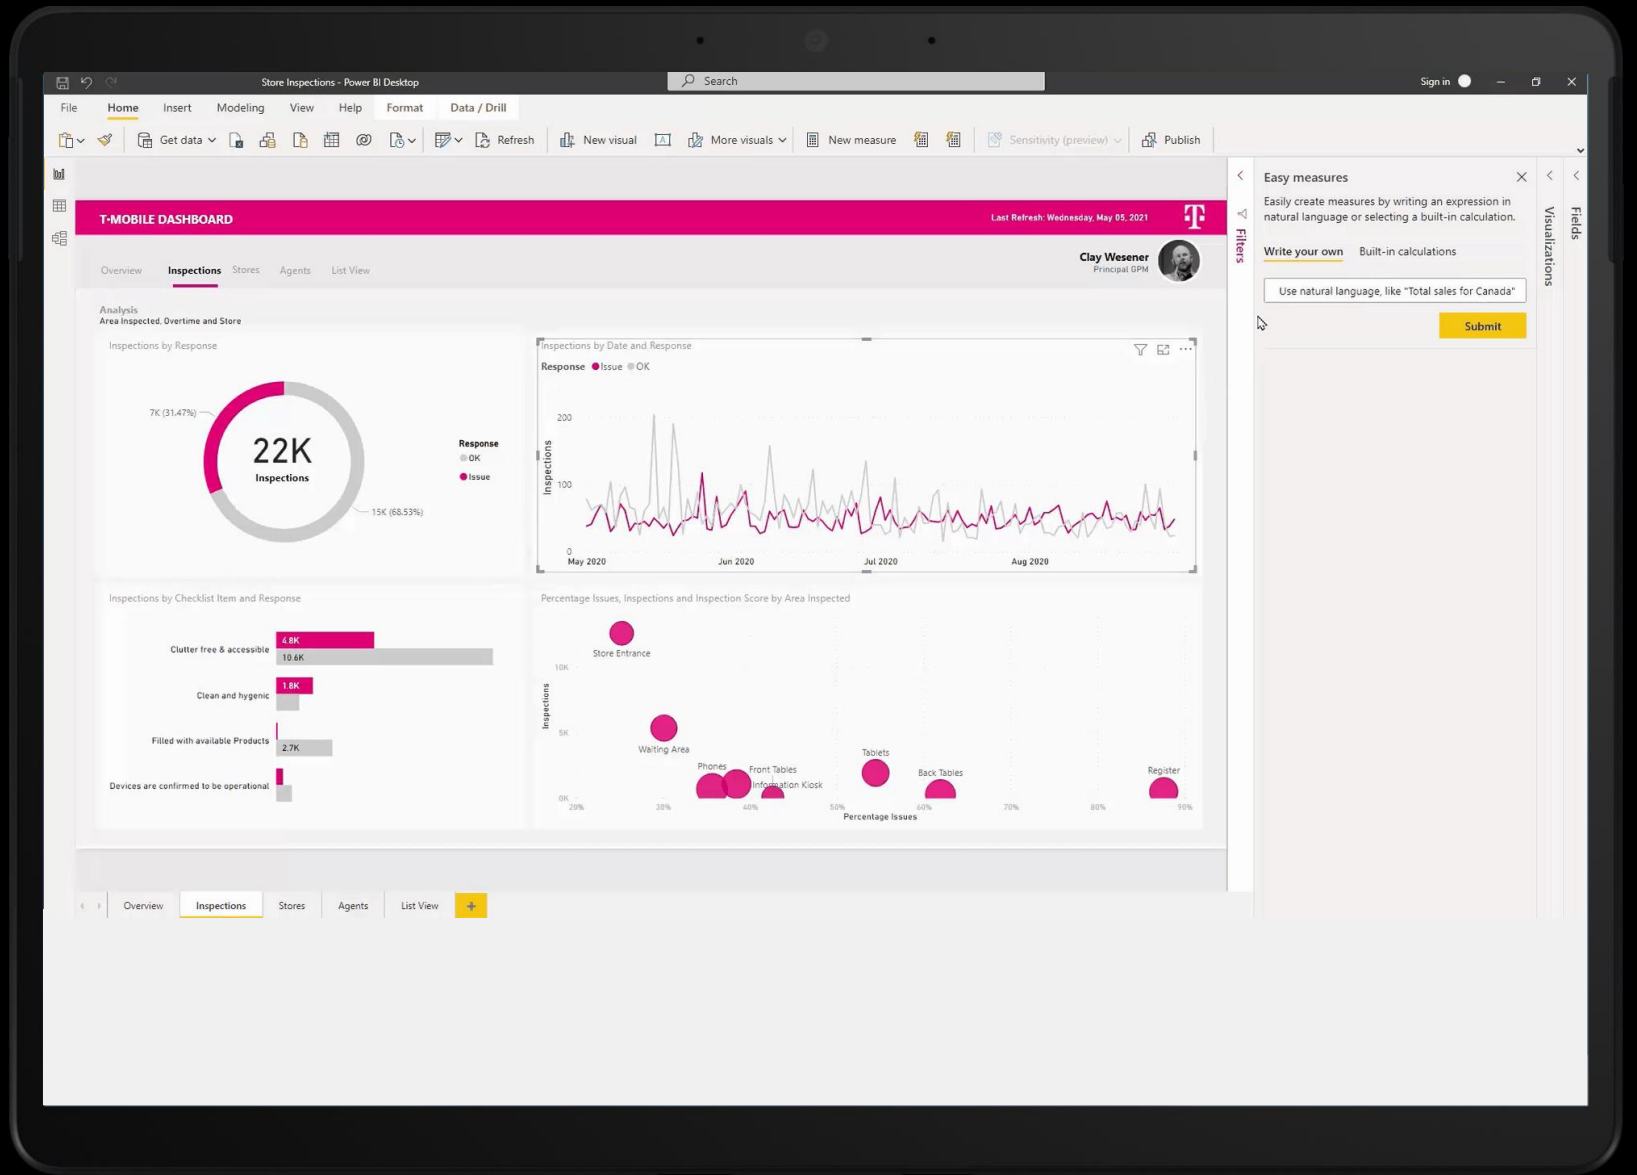 Store Inspections - Power BI Desktop
Search
Sign in
File Home Insert Modeling View Help Format Data / Drill
Get data Refresh New visual More visuals New measure Sensitivity (preview) Publish
T-MOBILE DASHBOARD
Last Refresh: Wednesday, May 05, 2021
T
Clay Wesener
Principal GPM
Overview Inspections Stores Agents List View
Analysis
Area Inspected, Overtime and Store
Inspections by Response
7K (31.47%)
22K
Inspections
15K (68.53%)
Response
OK
Issue
Inspections by Date and Response
Response Issue OK
Inspections
200
100
0
May 2020 Jun 2020 Jul 2020 Aug 2020
Inspections by Checklist Item and Response
Clutter free & accessible
4.8K
10.6K
Clean and hygenic
1.8K
Filled with available Products
2.7K
Devices are confirmed to be operational
Percentage Issues, Inspections and Inspection Score by Area Inspected
Inspections
10K
5K
0K
Store Entrance
Waiting Area
Phones
Front Tables
Information Kiosk
Tablets
Back Tables
Register
20% 30% 40% 50% 60% 70% 80% 90%
Percentage Issues
Overview Inspections Stores Agents List View +
Filters
Easy measures
Easily create measures by writing an expression in
natural language or selecting a built-in calculation.
Write your own Built-in calculations
Use natural language, like "Total sales for Canada"
Submit
Visualizations
Fields